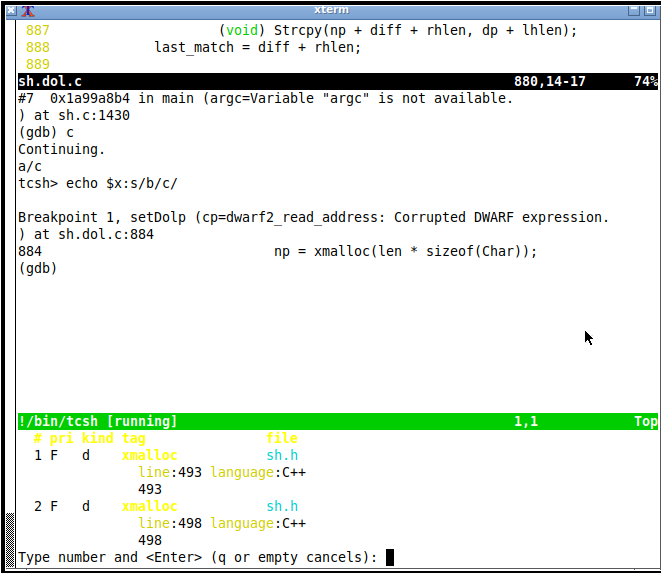 xterm
887                     (void) Strcpy(np + diff + rhlen, dp + lhlen);
888             last_match = diff + rhlen;
889
sh.dol.c                                                      880,14-17      74%
#7  0x1a99a8b4 in main (argc=Variable "argc" is not available.
) at sh.c:1430
(gdb) c
Continuing.
a/c
tcsh> echo $x:s/b/c/
Breakpoint 1, setDolp (cp=dwarf2_read_address: Corrupted DWARF expression.
) at sh.dol.c:884
884                             np = xmalloc(len * sizeof(Char));
(gdb)
!/bin/tcsh [running]                                          1,1            Top
# pri kind tag               file
1 F   d    xmalloc           sh.h
line:493 language:C++
493
2 F   d    xmalloc           sh.h
line:498 language:C++
498
Type number and <Enter> (q or empty cancels):